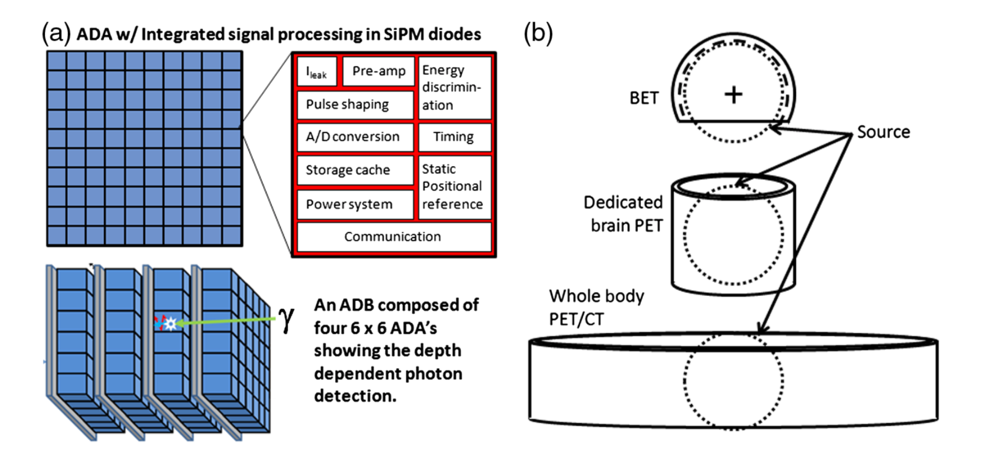 (a) ADA w/ Integrated signal processing in SiPM diodes
Ileak
Pre-amp
Energy
discrimin-
ation
Pulse shaping
A/D conversion
Timing
Storage cache
Static
Positional
reference
Power system
Communication
γ
An ADB composed of
four 6 x 6 ADA's
showing the depth
dependent photon
detection.
(b)
BET
+
Source
Dedicated
brain PET
Whole body
PET/CT